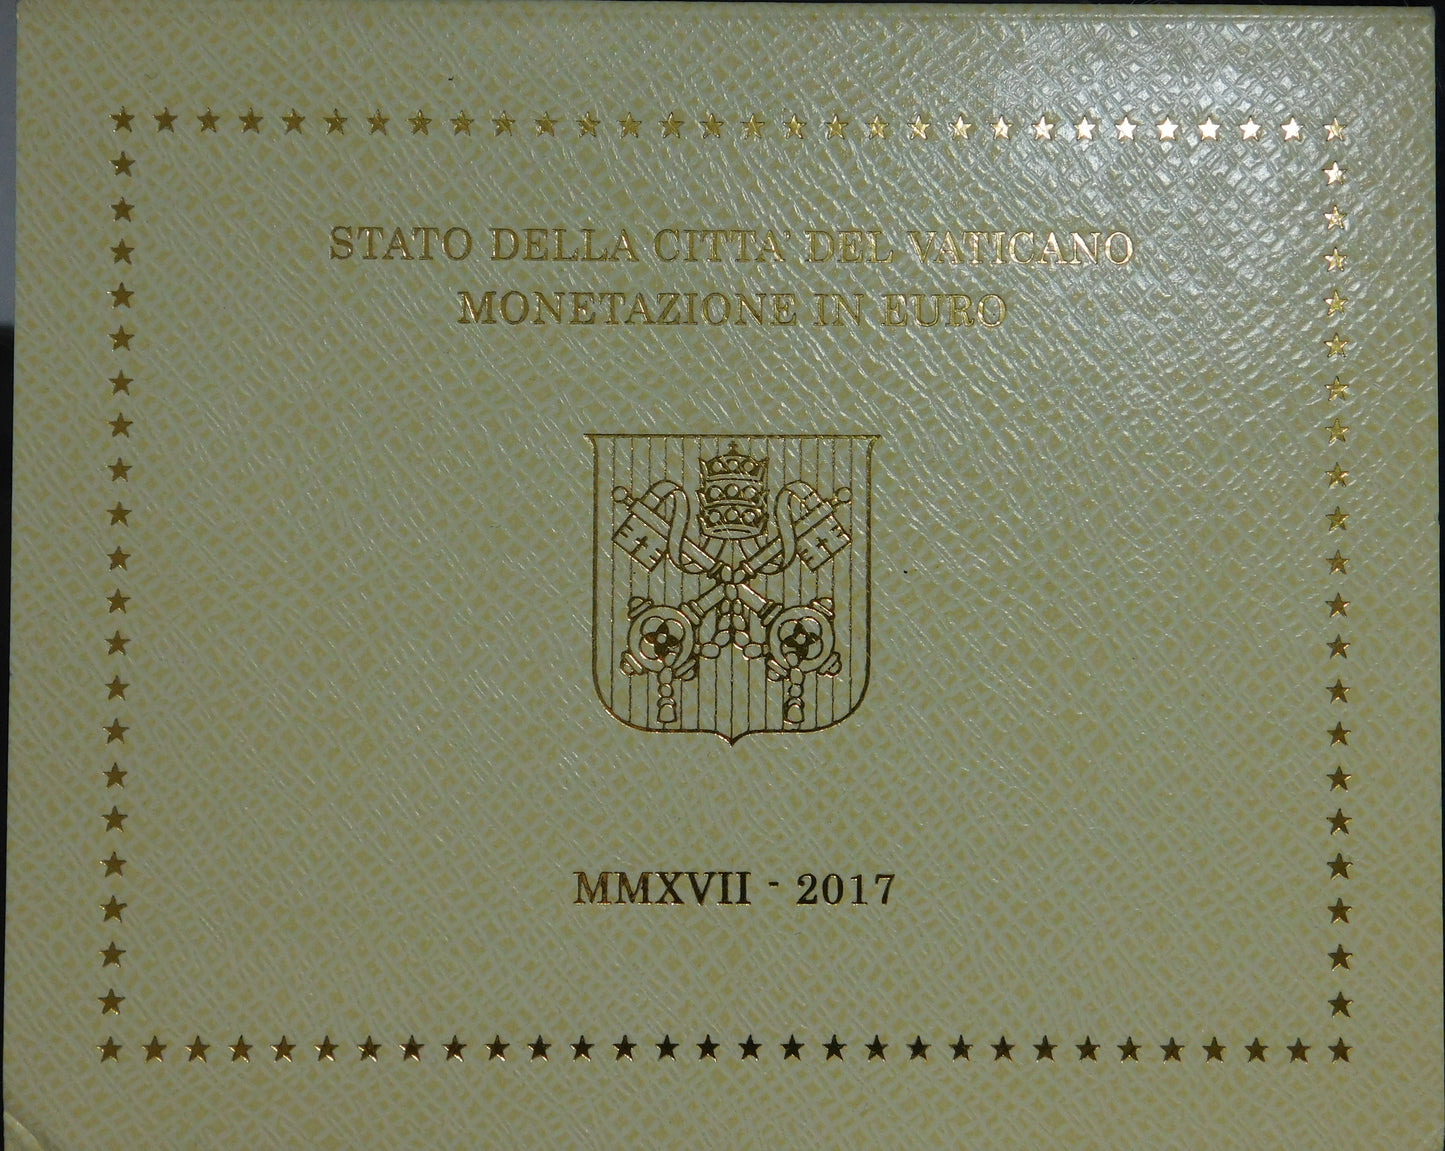 STATO DELLA CITTA' DEL VATICANO
MONETAZIONE IN EURO
MMXVII - 2017